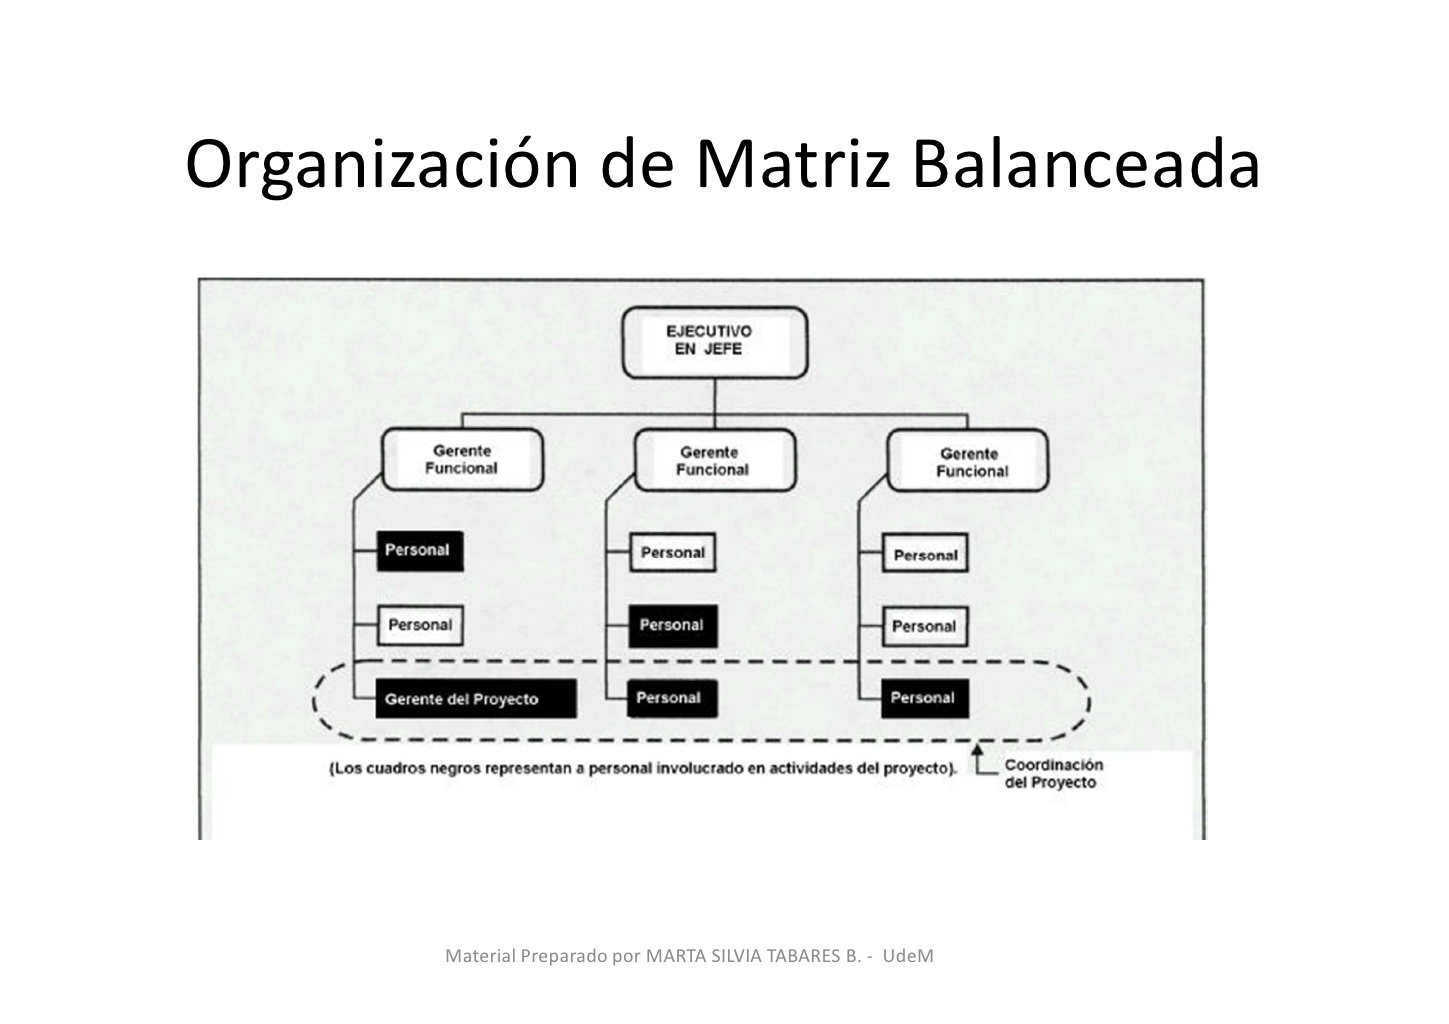 Organización de Matriz Balanceada
EJECUTIVO
EN JEFE
Gerente
Funcional
Gerente
Funcional
Gerente
Funcional
Personal
Personal
Personal
Personal
Personal
Personal
Gerente del Proyecto
Personal
Personal
(Los cuadros negros representan a personal involucrado en actividades del proyecto).
Coordinación
del Proyecto
Material Preparado por MARTA SILVIA TABARES B. - UdeM